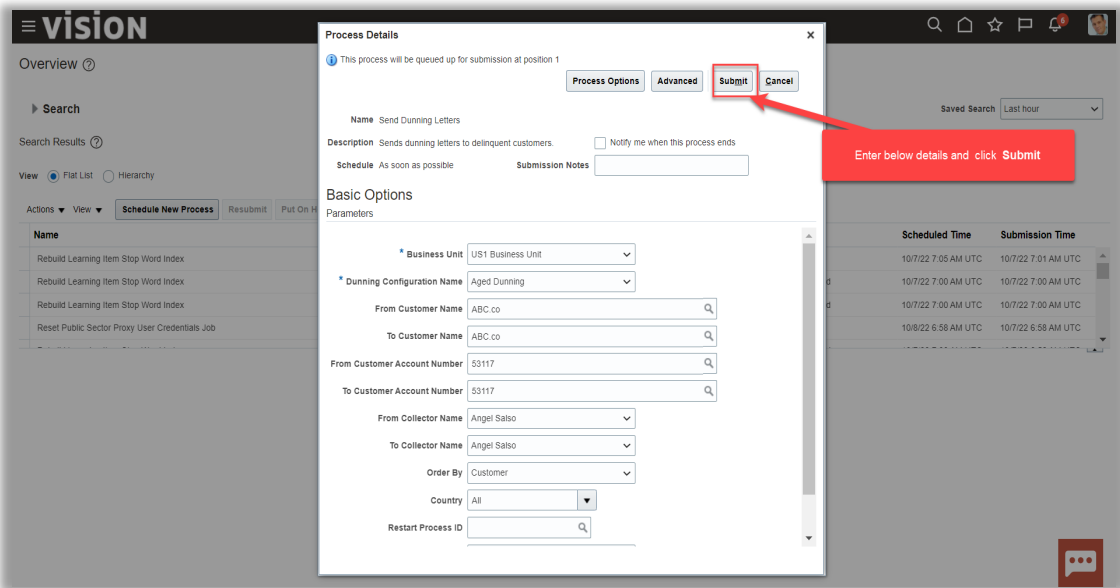 VISION
6
Overview
Search
Saved Search Last hour
Search Results
View Flat List Hierarchy
Actions View Schedule New Process Resubmit Put On H
Name Scheduled Time Submission Time
Rebuild Learning Item Stop Word Index 10/7/22 7:05 AM UTC 10/7/22 7:01 AM UTC
Rebuild Learning Item Stop Word Index d 10/7/22 7:00 AM UTC 10/7/22 7:00 AM UTC
Rebuild Learning Item Stop Word Index d 10/7/22 7:00 AM UTC 10/7/22 7:00 AM UTC
Reset Public Sector Proxy User Credentials Job 10/8/22 6:58 AM UTC 10/7/22 6:58 AM UTC
Process Details
This process will be queued up for submission at position 1
Process Options Advanced Submit Cancel
Enter below details and click Submit
Name Send Dunning Letters
Description Sends dunning letters to delinquent customers. Notify me when this process ends
Schedule As soon as possible Submission Notes
Basic Options
Parameters
* Business Unit US1 Business Unit
* Dunning Configuration Name Aged Dunning
From Customer Name ABC.co
To Customer Name ABC.co
From Customer Account Number 53117
To Customer Account Number 53117
From Collector Name Angel Salso
To Collector Name Angel Salso
Order By Customer
Country All
Restart Process ID